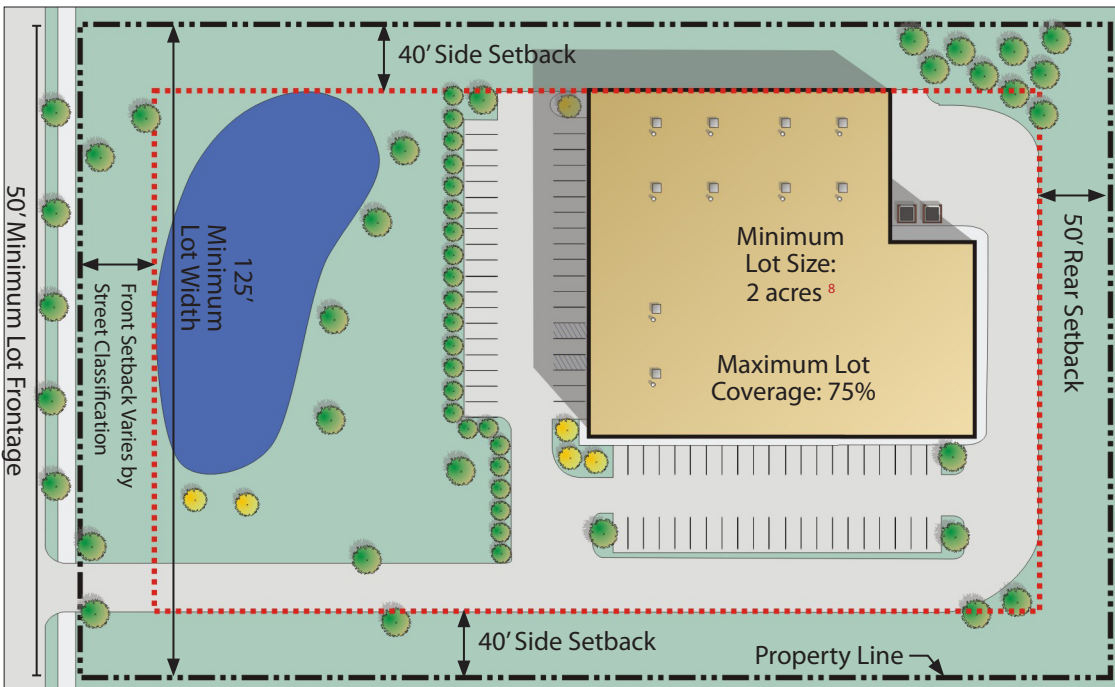 40' Side Setback
50' Minimum Lot Frontage
Front Setback Varies by
Street Classification
125'
Minimum
Lot Width
Minimum
Lot Size:
2 acres 8
Maximum Lot
Coverage: 75%
50' Rear Setback
40' Side Setback
Property Line